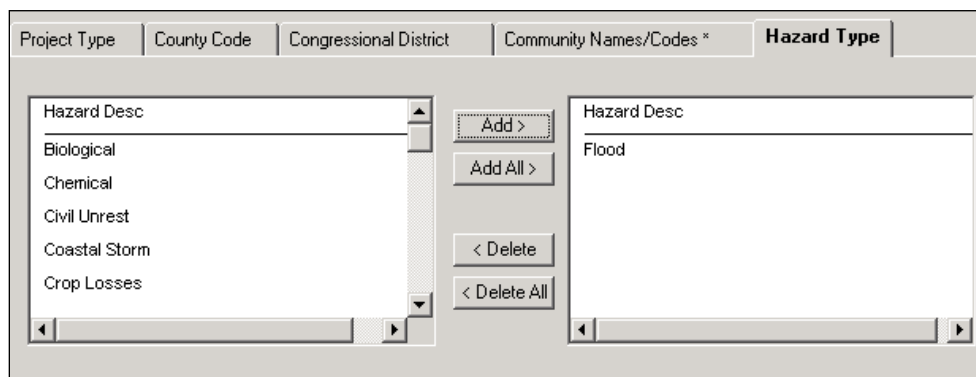 Project Type County Code Congressional District Community Names/Codes * Hazard Type
Hazard Desc
Biological
Chemical
Civil Unrest
Coastal Storm
Crop Losses
Add >
Add All >
< Delete
< Delete All
Hazard Desc
Flood